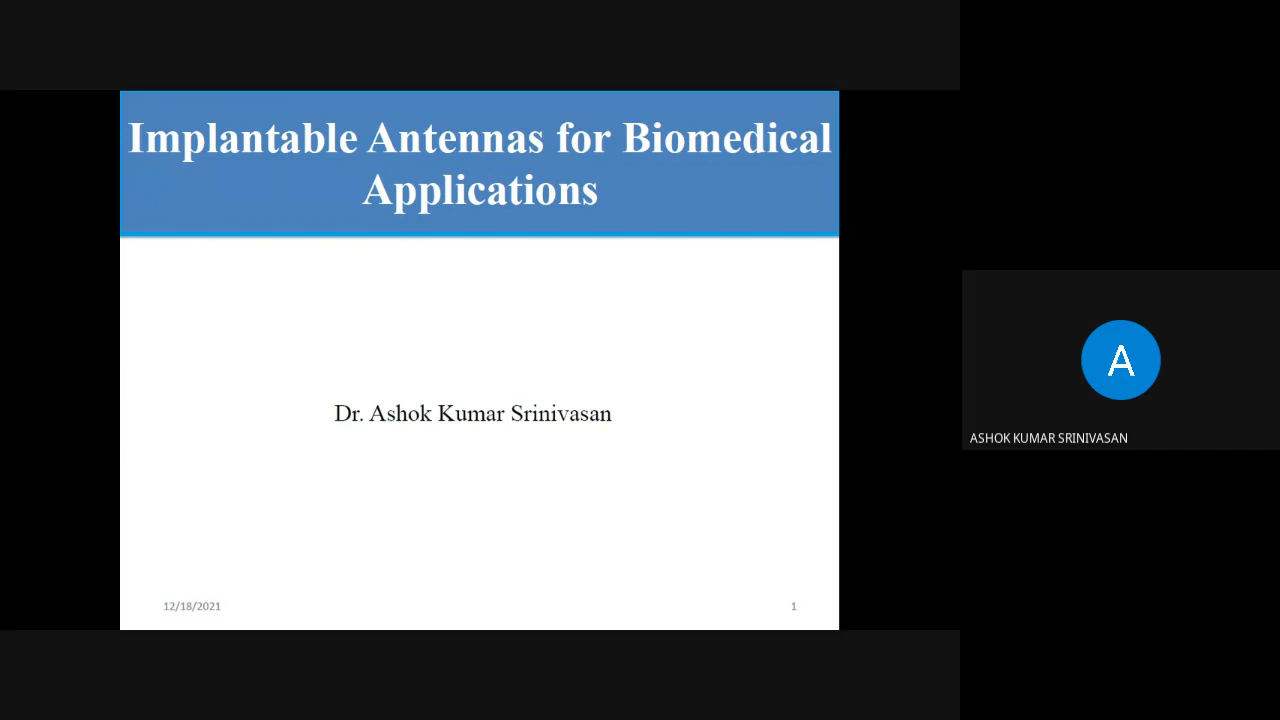 Implantable Antennas for Biomedical
Applications
Dr. Ashok Kumar Srinivasan
12/18/2021
1
A
ASHOK KUMAR SRINIVASAN